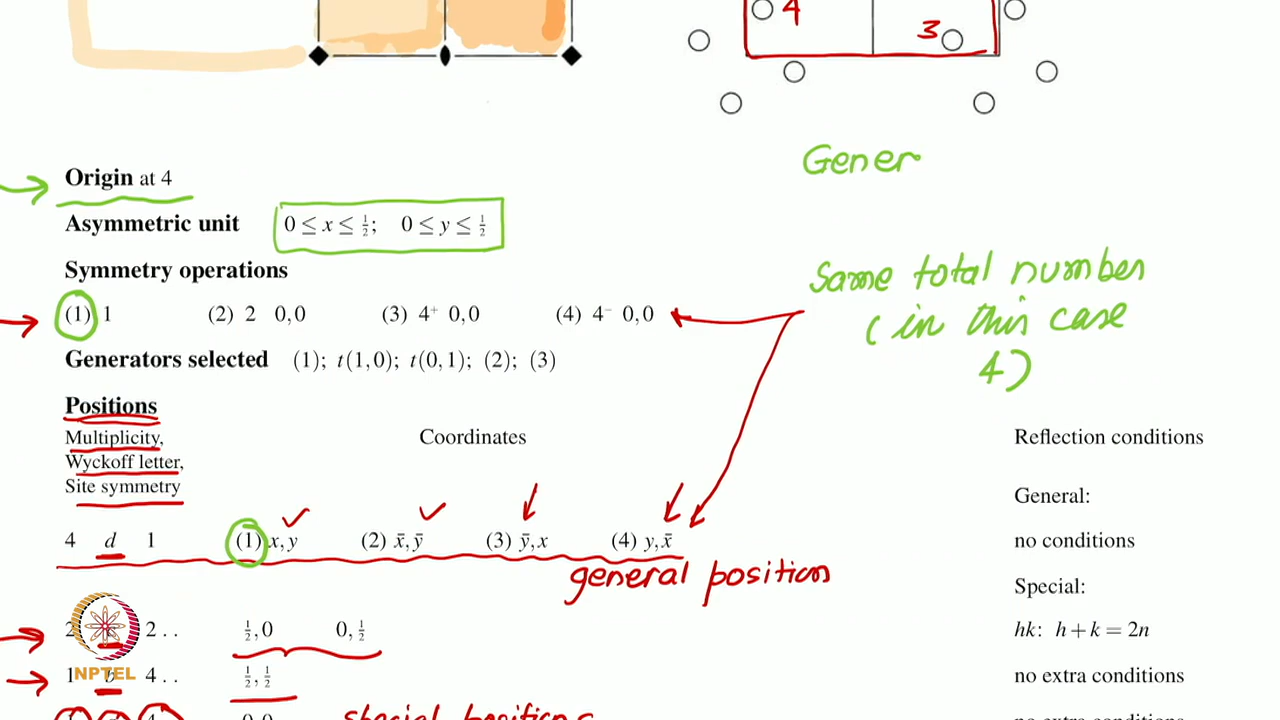 4
3
Gener
Origin at 4
Asymmetric unit 0 ≤ x ≤ ½; 0 ≤ y ≤ ½
Symmetry operations
(1) 1 (2) 2 0,0 (3) 4⁺ 0,0 (4) 4⁻ 0,0
Same total number
(in this case
4)
Generators selected (1); t(1,0); t(0,1); (2); (3)
Positions
Multiplicity,
Wyckoff letter,
Site symmetry
Coordinates
Reflection conditions
General:
4 d 1 (1) x,y (2) x̄,ȳ (3) ȳ,x (4) y,x̄ no conditions
general position
Special:
2 2 . . ½,0 0,½ hk: h+k = 2n
NPTEL
1 4 . . ½,½ no extra conditions
special positions